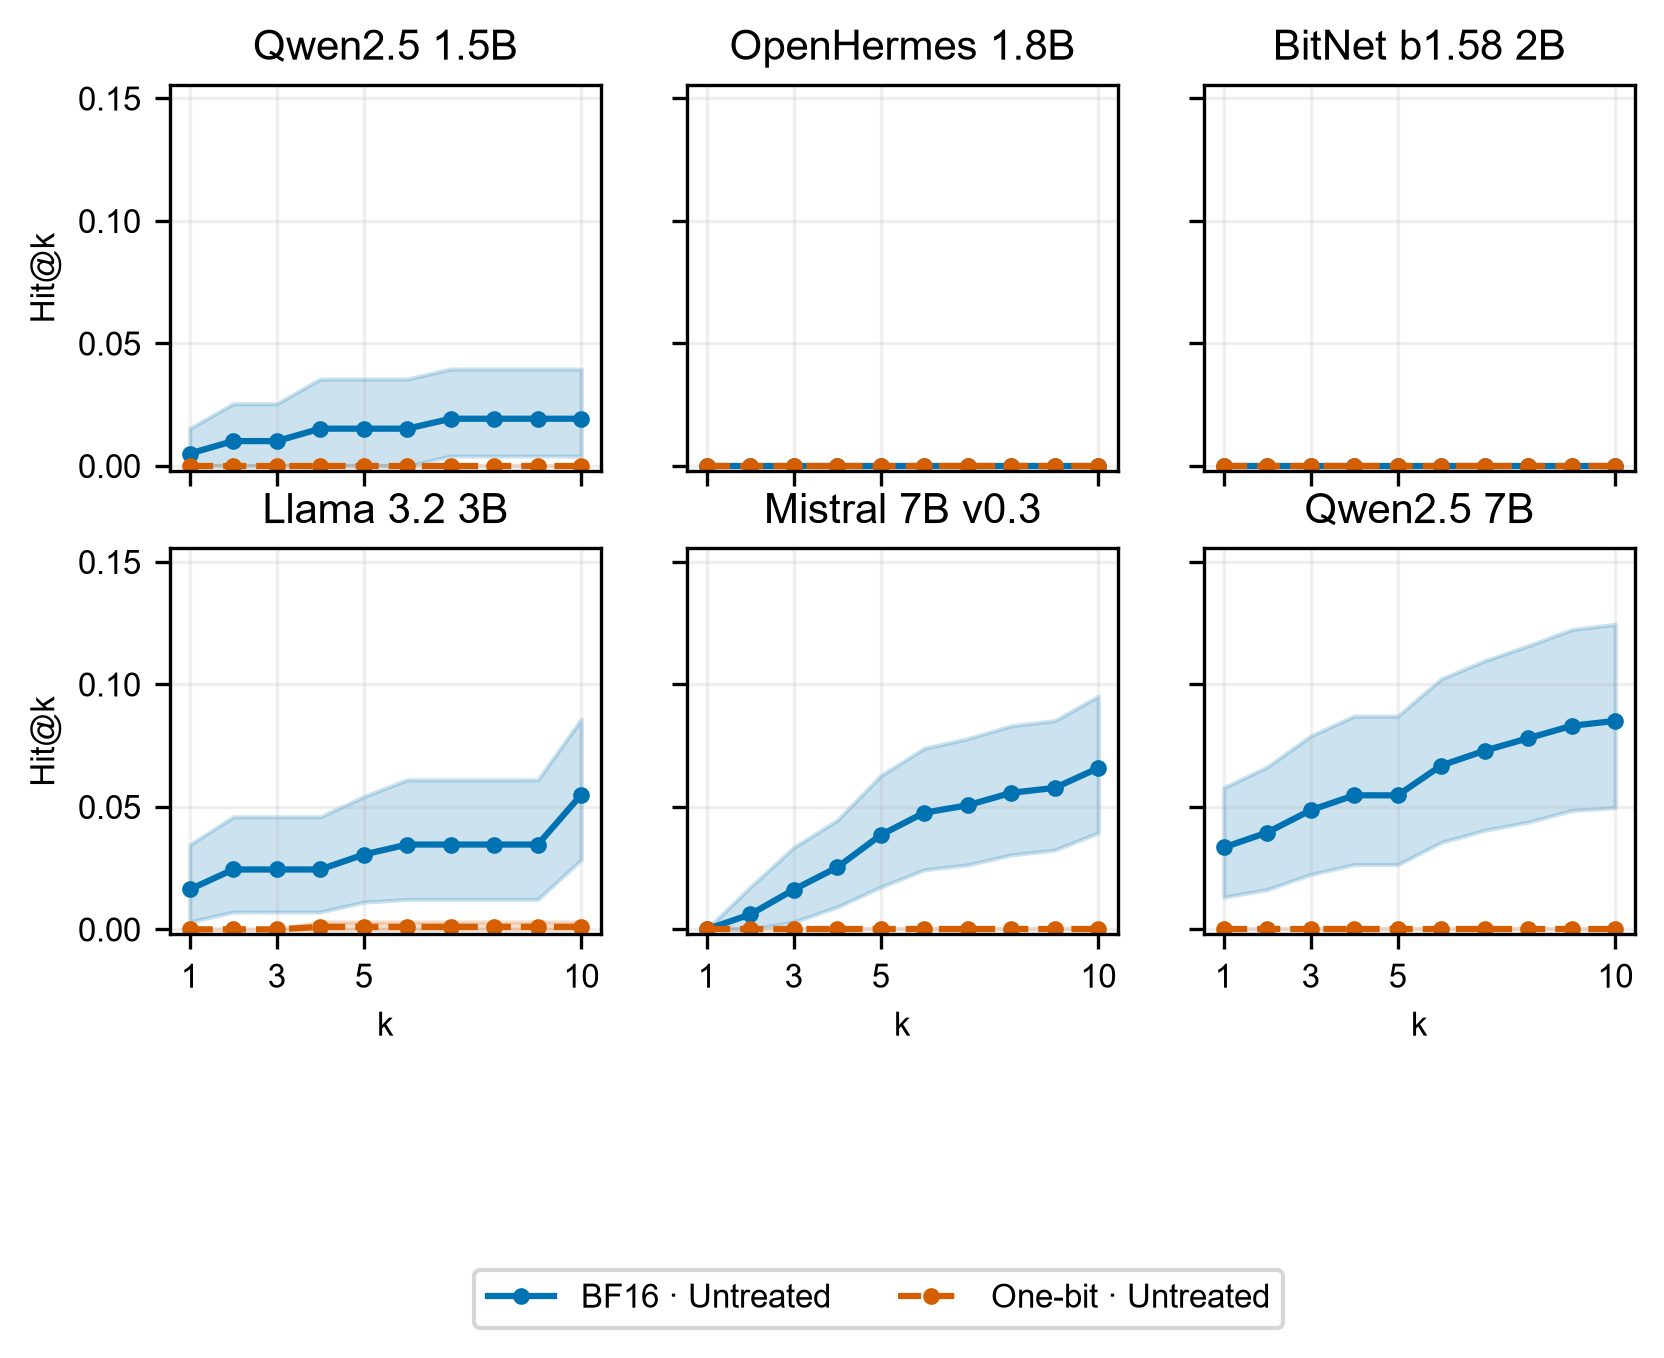 Qwen2.5 1.5B
OpenHermes 1.8B
BitNet b1.58 2B
0.15
0.10
0.05
0.00
Hit@k
Llama 3.2 3B
Mistral 7B v0.3
Qwen2.5 7B
0.15
0.10
0.05
0.00
Hit@k
1 3 5 10
1 3 5 10
1 3 5 10
k
k
k
BF16 · Untreated
One-bit · Untreated